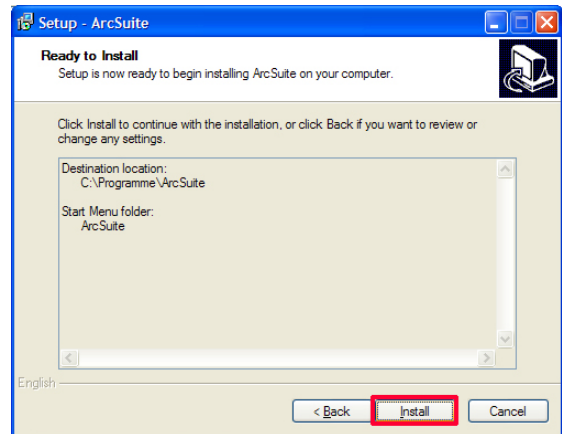 Setup - ArcSuite
Ready to Install
Setup is now ready to begin installing ArcSuite on your computer.
Click Install to continue with the installation, or click Back if you want to review or
change any settings.
Destination location:
C:\Programme\ArcSuite
Start Menu folder:
ArcSuite
English
< Back
Install
Cancel